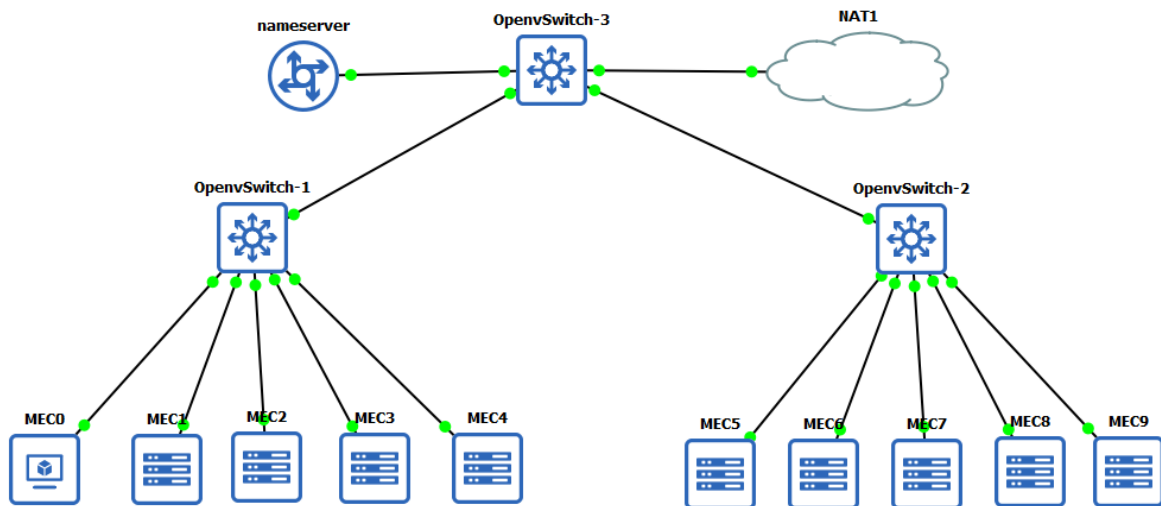 OpenvSwitch-3
nameserver
NAT1
OpenvSwitch-1
OpenvSwitch-2
MEC0
MEC1
MEC2
MEC3
MEC4
MEC5
MEC6
MEC7
MEC8
MEC9